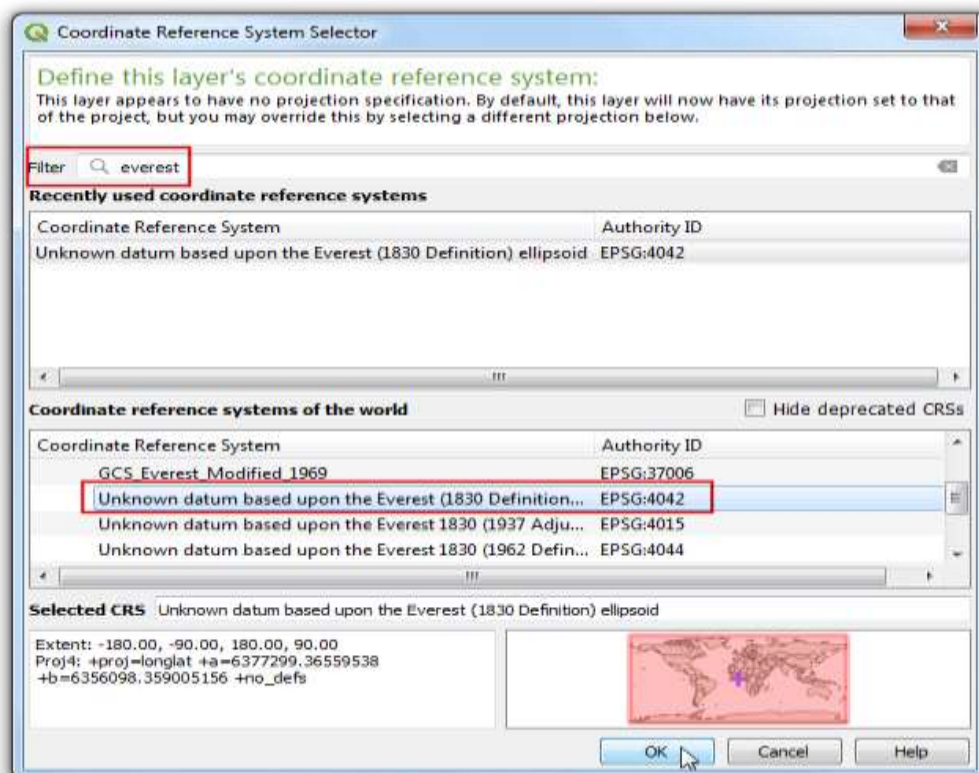 Coordinate Reference System Selector
Define this layer's coordinate reference system:
This layer appears to have no projection specification. By default, this layer will now have its projection set to that
of the project, but you may override this by selecting a different projection below.
Filter everest
Recently used coordinate reference systems
Coordinate Reference System Authority ID
Unknown datum based upon the Everest (1830 Definition) ellipsoid EPSG:4042
Coordinate reference systems of the world Hide deprecated CRSs
Coordinate Reference System Authority ID
GCS_Everest_Modified_1969 EPSG:37006
Unknown datum based upon the Everest (1830 Definition... EPSG:4042
Unknown datum based upon the Everest 1830 (1937 Adju... EPSG:4015
Unknown datum based upon the Everest 1830 (1962 Defin... EPSG:4044
Selected CRS Unknown datum based upon the Everest (1830 Definition) ellipsoid
Extent: -180.00, -90.00, 180.00, 90.00
Proj4: +proj=longlat +a=6377299.36559538
+b=6356098.359005156 +no_defs
OK Cancel Help